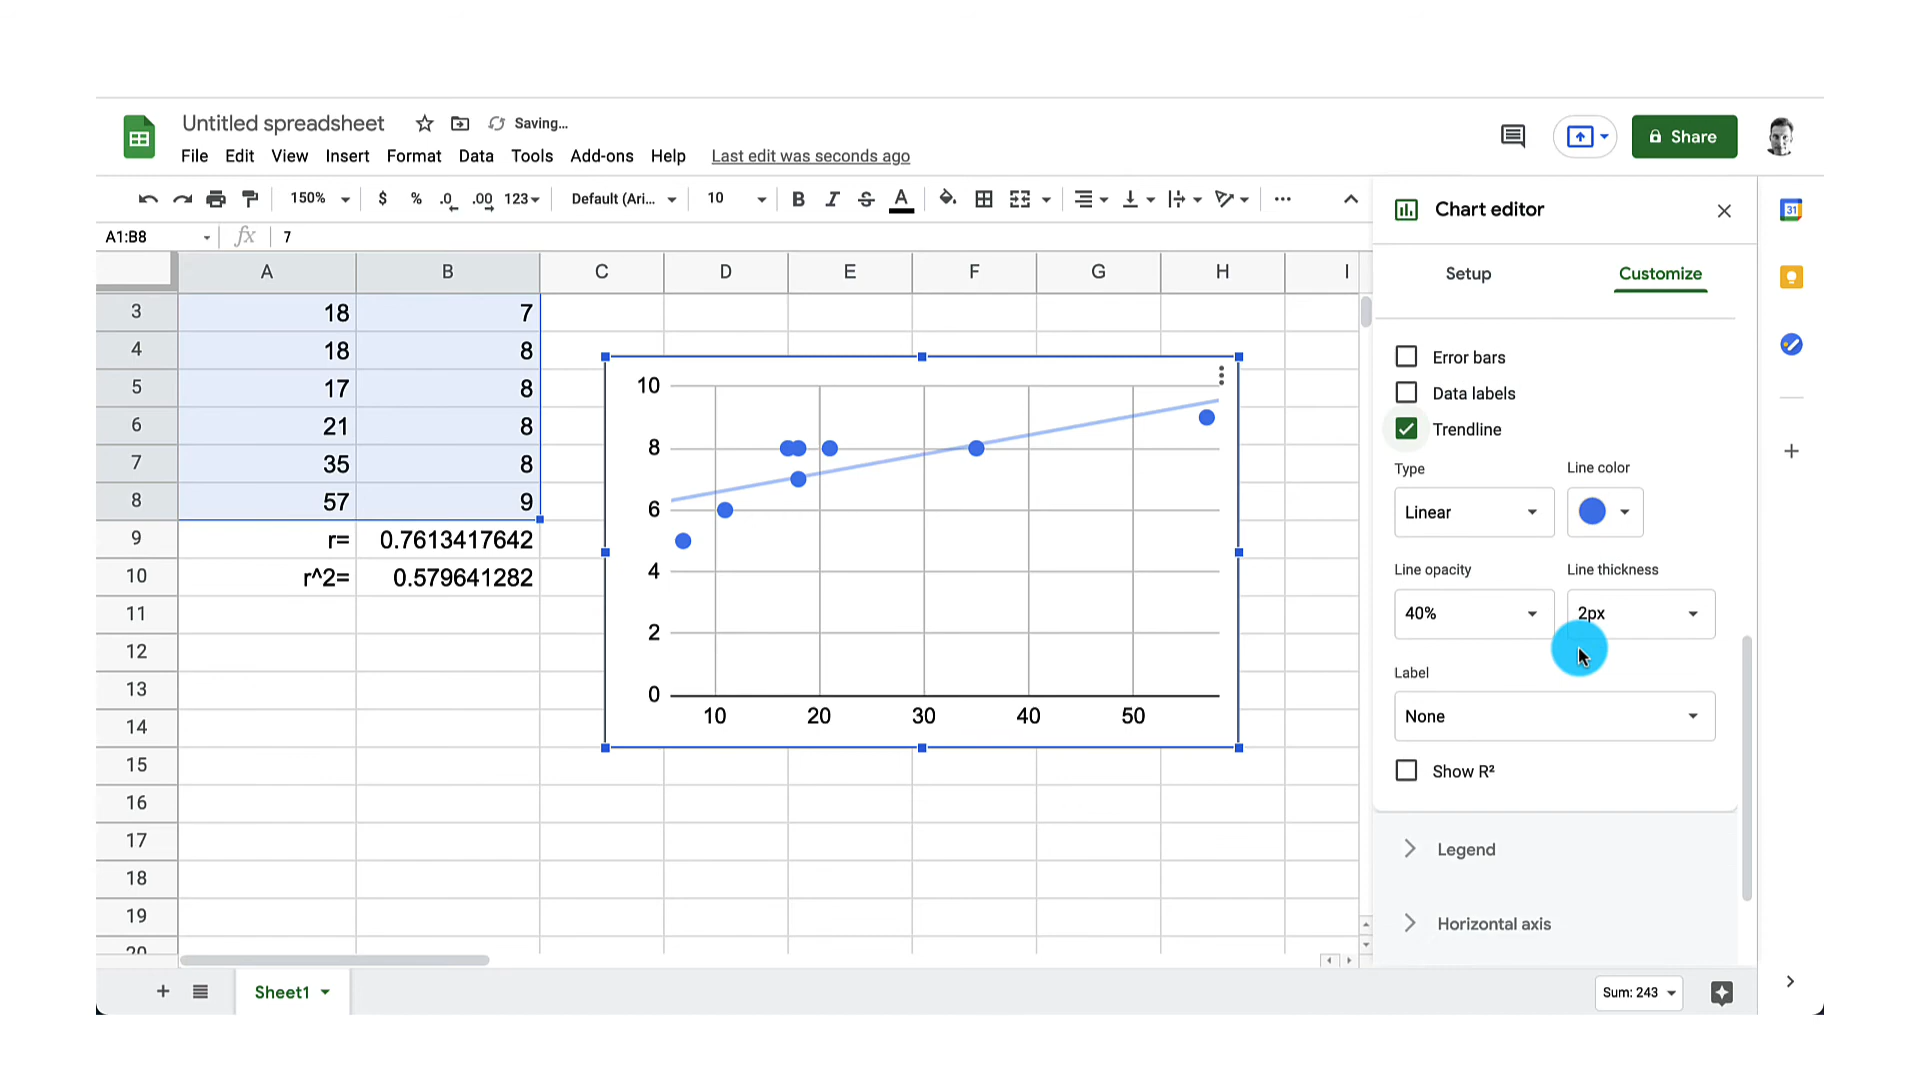 Untitled spreadsheet Saving...
File Edit View Insert Format Data Tools Add-ons Help Last edit was seconds ago
Share
150% $ % .0 .00 123 Default (Ari... 10 B I S A
A1:B8 fx 7
A B C D E F G H I
3 18 7
4 18 8
5 17 8
6 21 8
7 35 8
8 57 9
9 r= 0.7613417642
10 r^2= 0.579641282
11
12
13
14
15
16
17
18
19
20
10
8
6
4
2
0
10 20 30 40 50
Chart editor
Setup Customize
Error bars
Data labels
Trendline
Type Line color
Linear
Line opacity Line thickness
40% 2px
Label
None
Show R²
Legend
Horizontal axis
31
Sheet1
Sum: 243